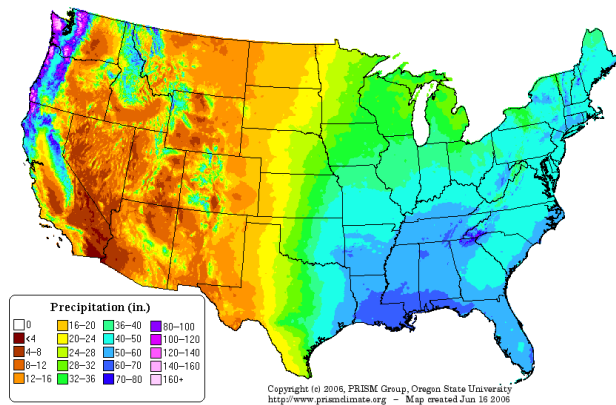 Precipitation (in.)
0 16-20 36-40 80-100
<4 20-24 40-50 100-120
4-8 24-28 50-60 120-140
8-12 28-32 60-70 140-160
12-16 32-36 70-80 160+
Copyright (c) 2006, PRISM Group, Oregon State University
http://www.prismclimate.org - Map created Jun 16 2006